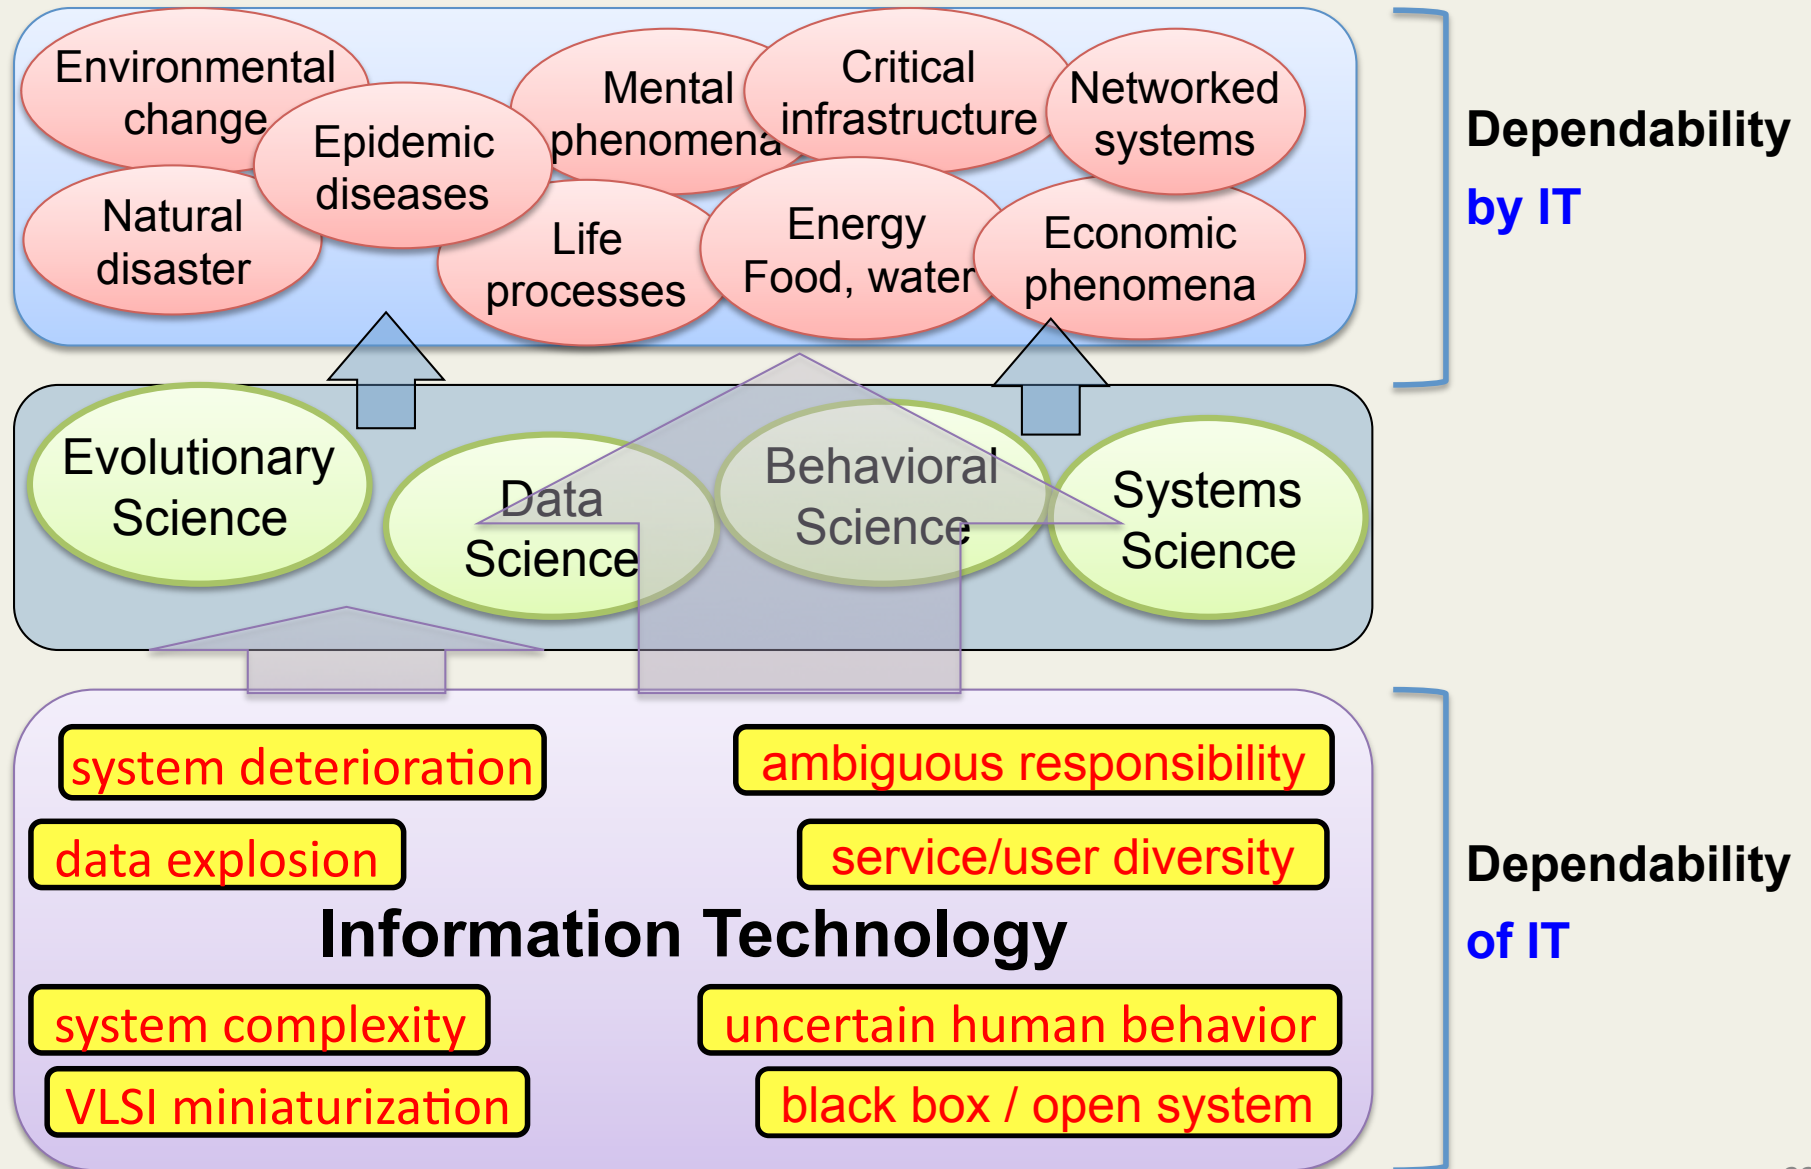 Environmental
change
Epidemic
diseases
Mental
phenomena
Critical
infrastructure
Networked
systems
Natural
disaster
Life
processes
Energy
Food, water
Economic
phenomena
Dependability
by IT
Evolutionary
Science
Data
Science
Behavioral
Science
Systems
Science
system deterioration
ambiguous responsibility
data explosion
service/user diversity
Information Technology
system complexity
uncertain human behavior
VLSI miniaturization
black box / open system
Dependability
of IT